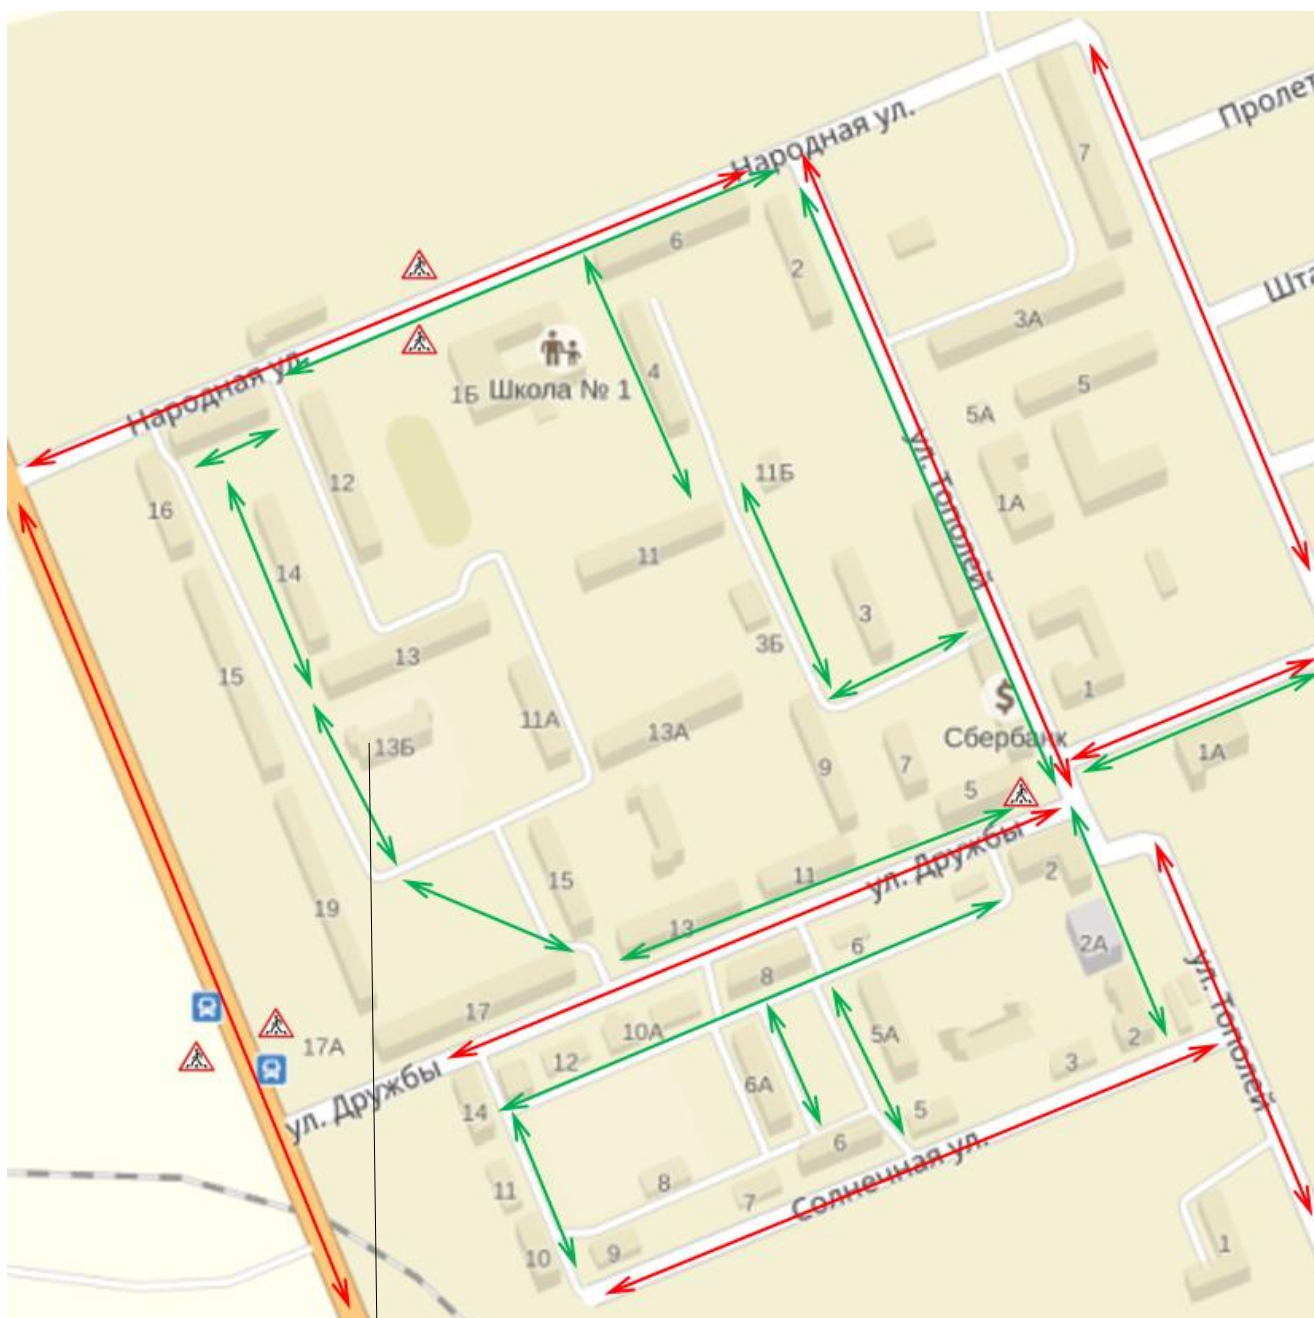 Народная ул.
Пролет
7
6
2
Шта
3А
4
5
Народная ул.
1Б
Школа № 1
5А
ул. Тополей
12
11Б
1А
16
14
11
3
3Б
13
15
1
11А
13А
13Б
Сбербанк
1А
9
7
5
11
ул. Дружбы
2
15
19
13
6
2А
ул. Тополей
8
17
10А
5А
17А
12
2
3
6А
ул. Дружбы
14
5
6
Солнечная ул.
8
11
7
10
9
1